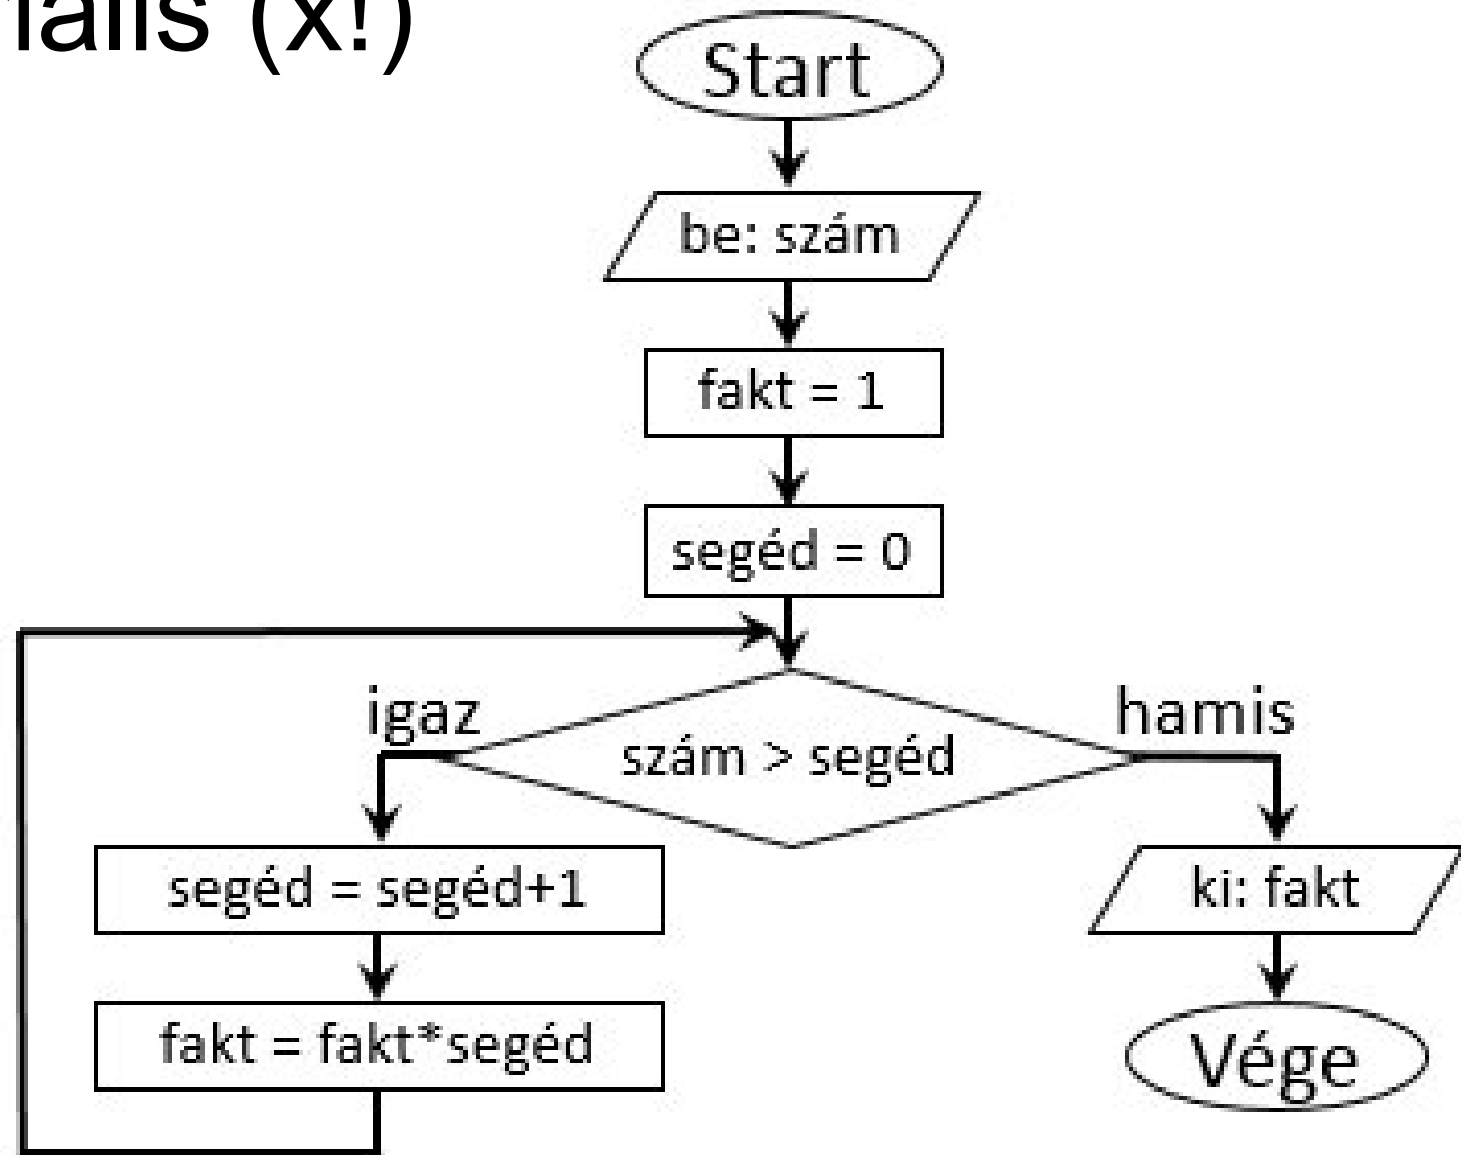 (x!)
Start
be: szám
fakt = 1
segéd = 0
igaz
szám > segéd
hamis
segéd = segéd+1
ki: fakt
fakt = fakt*segéd
Vége